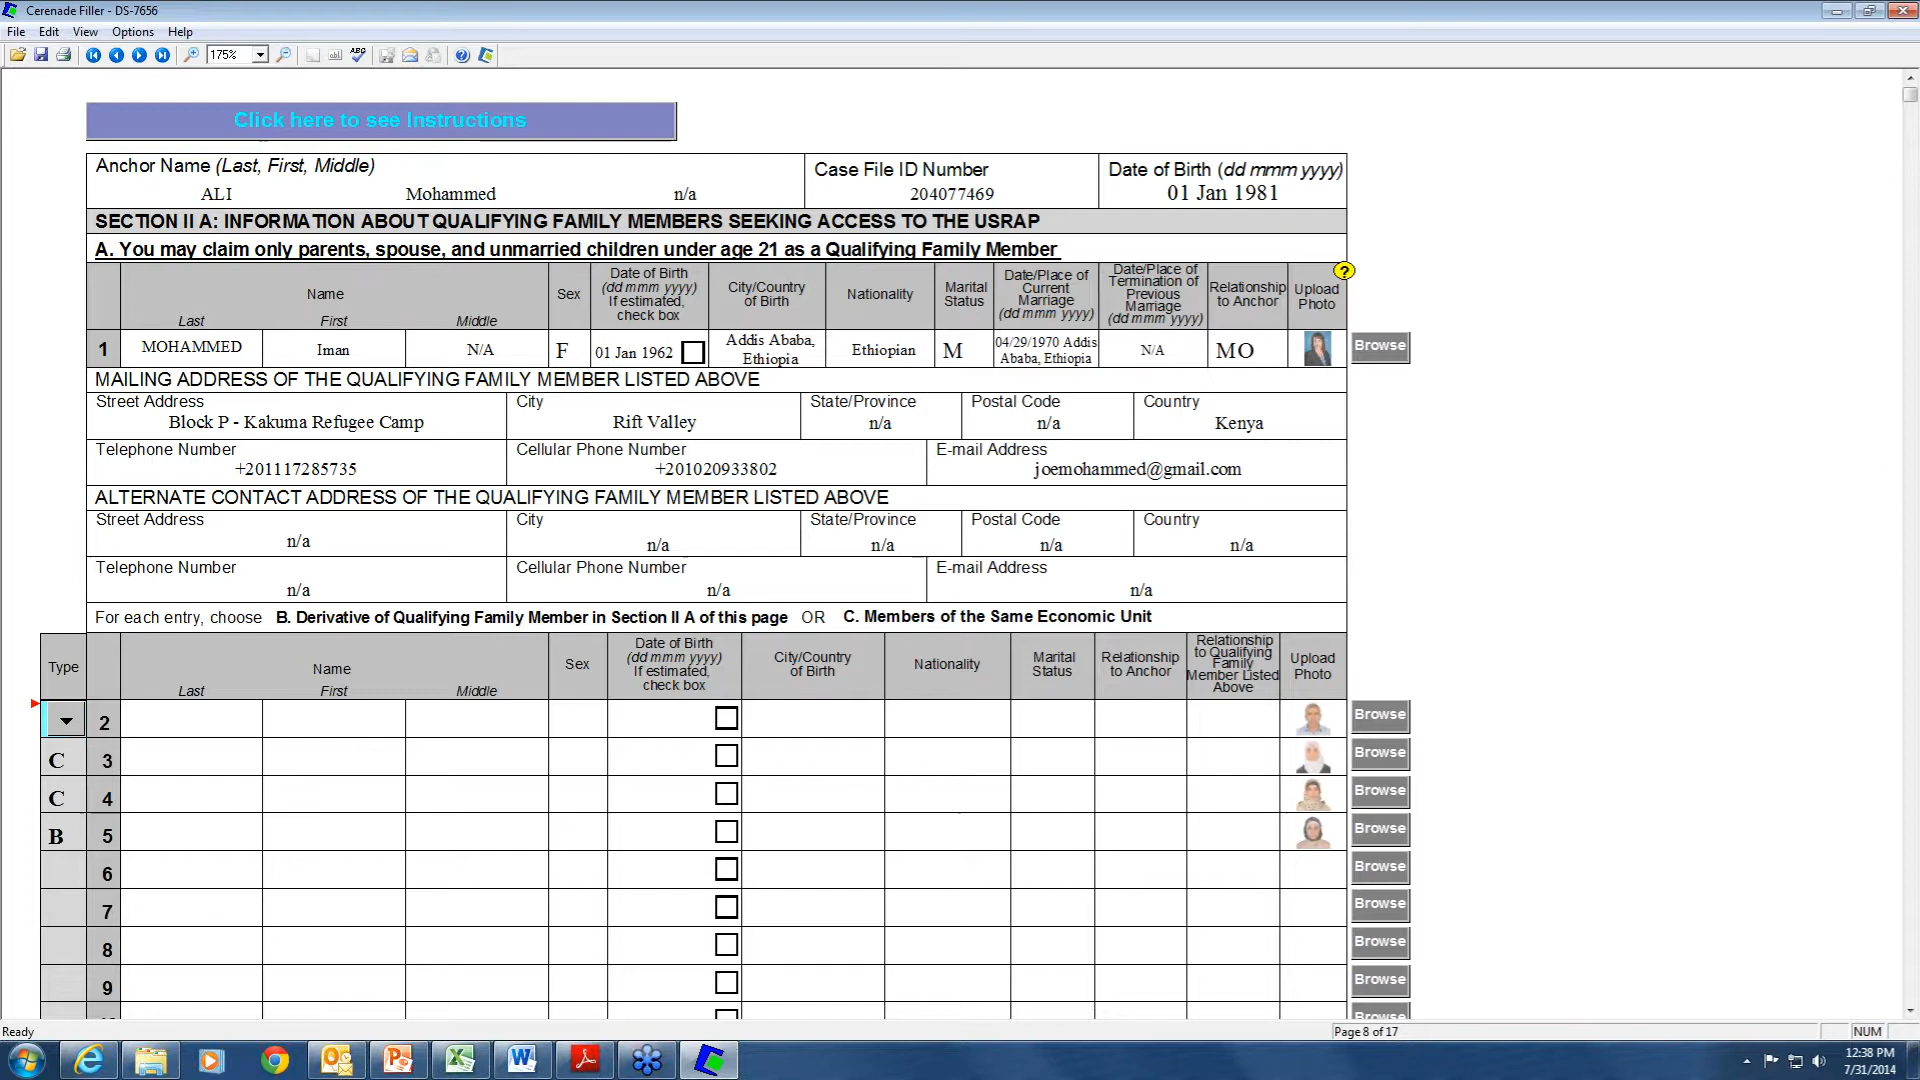 Cerenade Filler - DS-7656
File Edit View Options Help
175% ABC abl
Click here to see Instructions
Anchor Name (Last, First, Middle) Case File ID Number Date of Birth (dd mmm yyyy)
ALI Mohammed n/a 204077469 01 Jan 1981
SECTION II A: INFORMATION ABOUT QUALIFYING FAMILY MEMBERS SEEKING ACCESS TO THE USRAP
A. You may claim only parents, spouse, and unmarried children under age 21 as a Qualifying Family Member
Name
Last First Middle
Sex
Date of Birth
(dd mmm yyyy)
If estimated,
check box
City/Country
of Birth
Nationality
Marital
Status
Date/Place of
Current
Marriage
(dd mmm yyyy)
Date/Place of
Termination of
Previous
Marriage
(dd mmm yyyy)
Relationship
to Anchor
Upload
Photo
?
1 MOHAMMED Iman N/A F 01 Jan 1962 Addis Ababa, Ethiopia Ethiopian M 04/29/1970 Addis Ababa, Ethiopia N/A MO Browse
MAILING ADDRESS OF THE QUALIFYING FAMILY MEMBER LISTED ABOVE
Street Address City State/Province Postal Code Country
Block P - Kakuma Refugee Camp Rift Valley n/a n/a Kenya
Telephone Number Cellular Phone Number E-mail Address
+201117285735 +201020933802 joemohammed@gmail.com
ALTERNATE CONTACT ADDRESS OF THE QUALIFYING FAMILY MEMBER LISTED ABOVE
Street Address City State/Province Postal Code Country
n/a n/a n/a n/a n/a
Telephone Number Cellular Phone Number E-mail Address
n/a n/a n/a
For each entry, choose B. Derivative of Qualifying Family Member in Section II A of this page OR C. Members of the Same Economic Unit
Type
Name
Last First Middle
Sex
Date of Birth
(dd mmm yyyy)
If estimated,
check box
City/Country
of Birth
Nationality
Marital
Status
Relationship
to Anchor
Relationship
to Qualifying
Family
Member Listed
Above
Upload
Photo
2 Browse
C 3 Browse
C 4 Browse
B 5 Browse
6 Browse
7 Browse
8 Browse
9 Browse
Browse
Ready Page 8 of 17 NUM
12:38 PM
7/31/2014